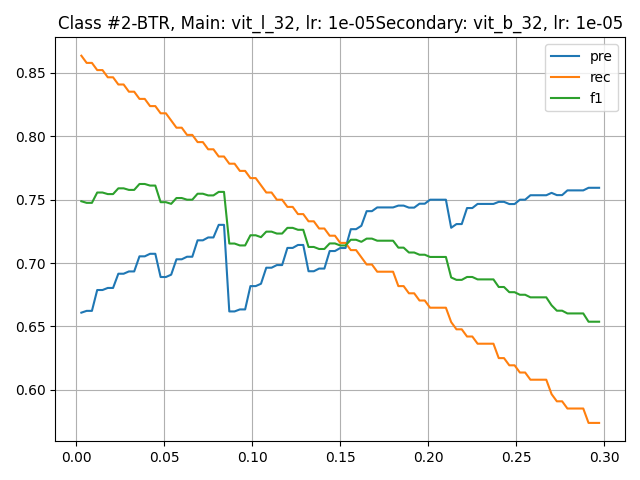 Class #2-BTR, Main: vit_l_32, lr: 1e-05Secondary: vit_b_32, lr: 1e-05
pre
rec
f1
0.85
0.80
0.75
0.70
0.65
0.60
0.00 0.05 0.10 0.15 0.20 0.25 0.30